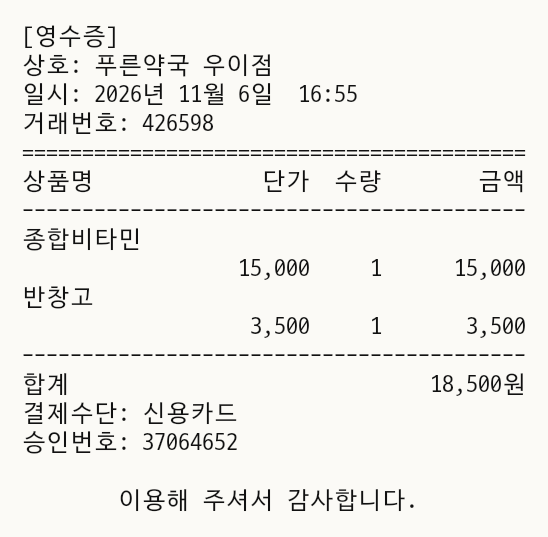 [영수증]
상호: 푸른약국 우이점
일시: 2026년 11월 6일  16:55
거래번호: 426598
==========================================
상품명 단가 수량 금액
------------------------------------------
종합비타민
15,000 1 15,000
반창고
3,500 1 3,500
------------------------------------------
합계 18,500원
결제수단: 신용카드
승인번호: 37064652
이용해 주셔서 감사합니다.